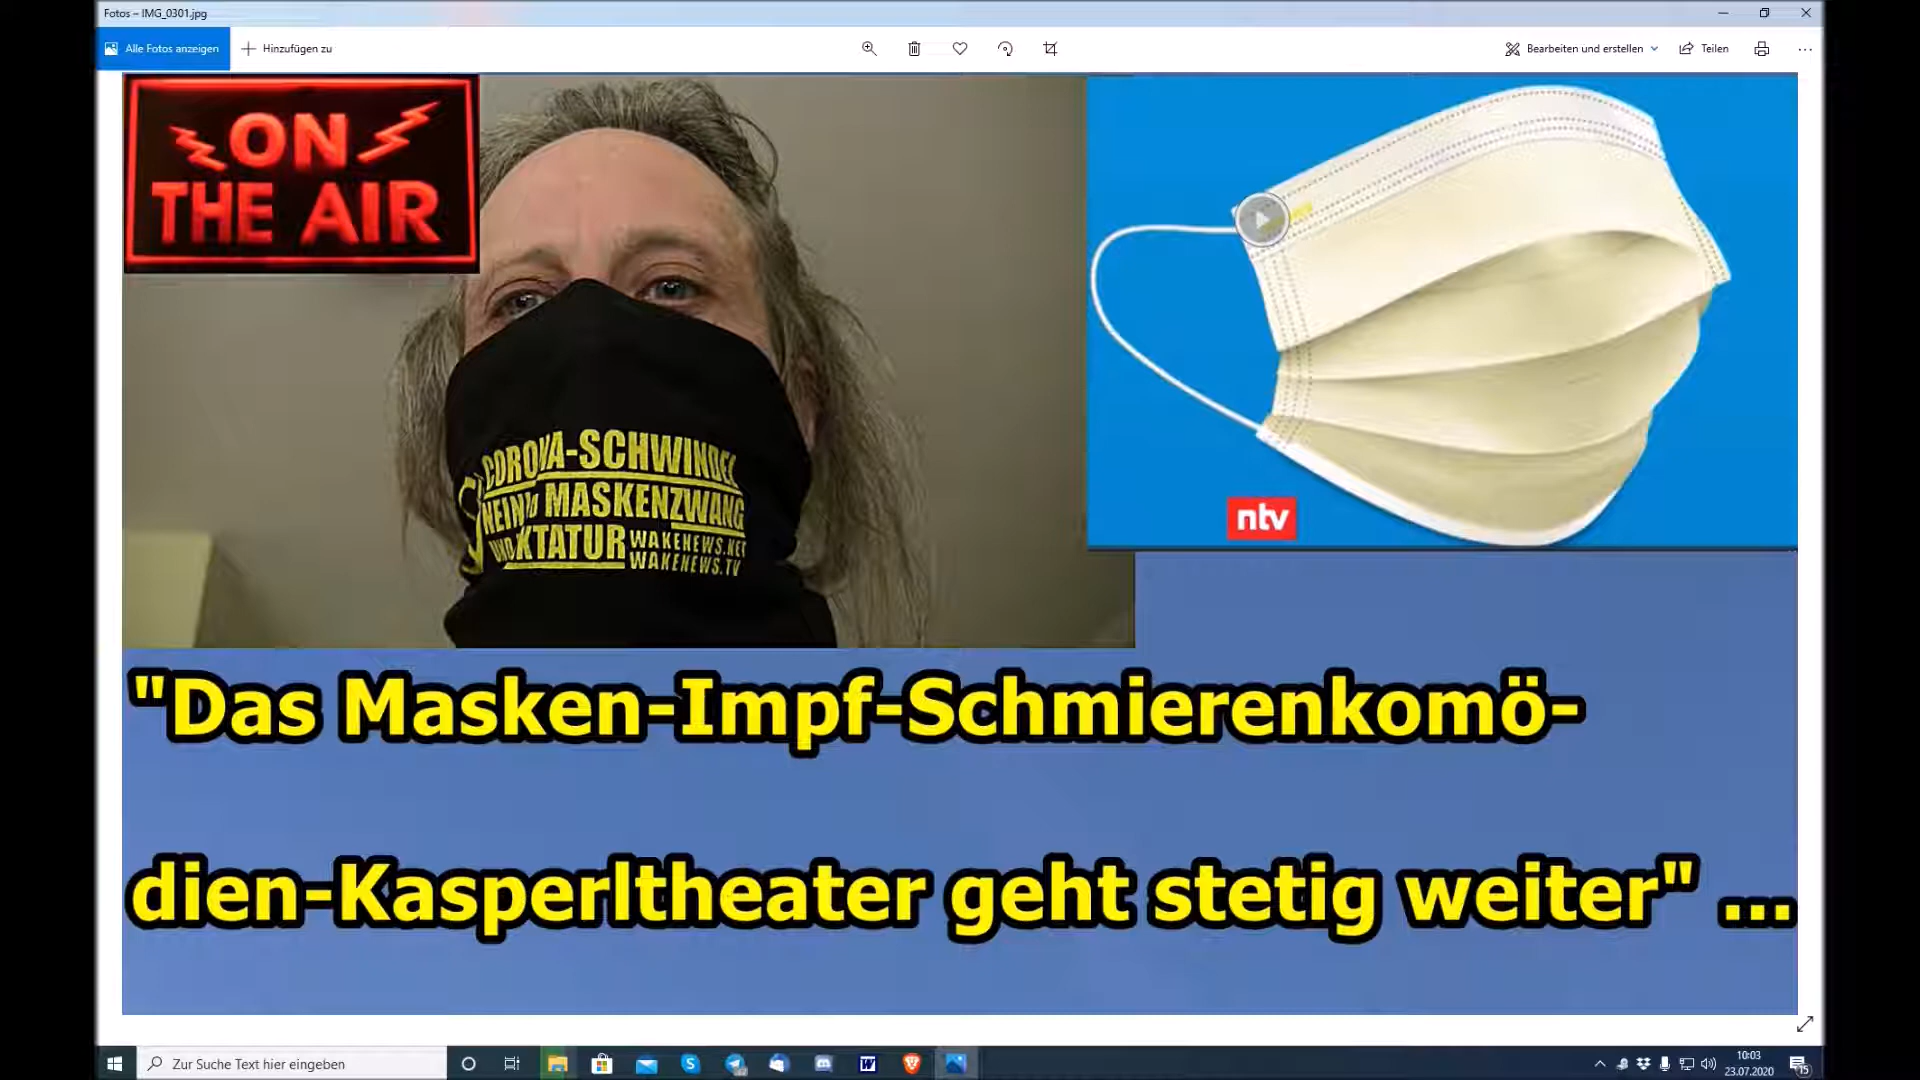 Fotos – IMG_0301.jpg
Alle Fotos anzeigen
Hinzufügen zu
Bearbeiten und erstellen
Teilen
ON
THE AIR
CORONA-SCHWINDEL
NEIN MASKENZWANG
UND KTATUR WAKENEWS.NET
WAKENEWS.TV
ntv
"Das Masken-Impf-Schmierenkomö-
dien-Kasperltheater geht stetig weiter" ...
Zur Suche Text hier eingeben
10:03
23.07.2020
15